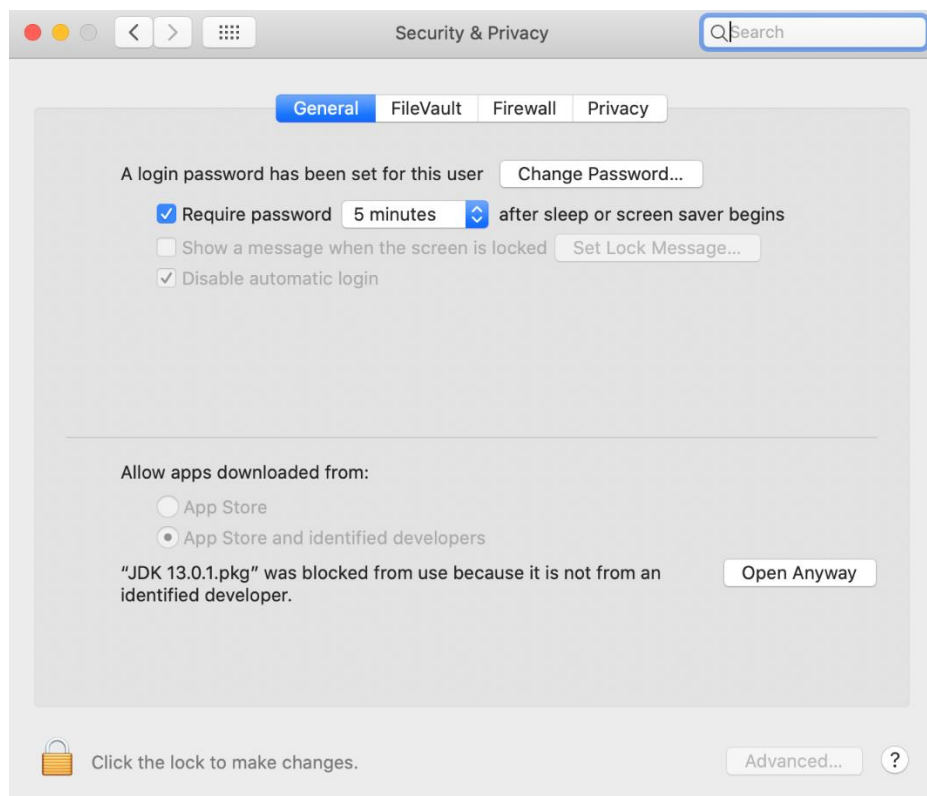 Security & Privacy
Search
General FileVault Firewall Privacy
A login password has been set for this user Change Password...
Require password 5 minutes after sleep or screen saver begins
Show a message when the screen is locked Set Lock Message...
Disable automatic login
Allow apps downloaded from:
App Store
App Store and identified developers
“JDK 13.0.1.pkg” was blocked from use because it is not from an Open Anyway
identified developer.
Click the lock to make changes. Advanced... ?